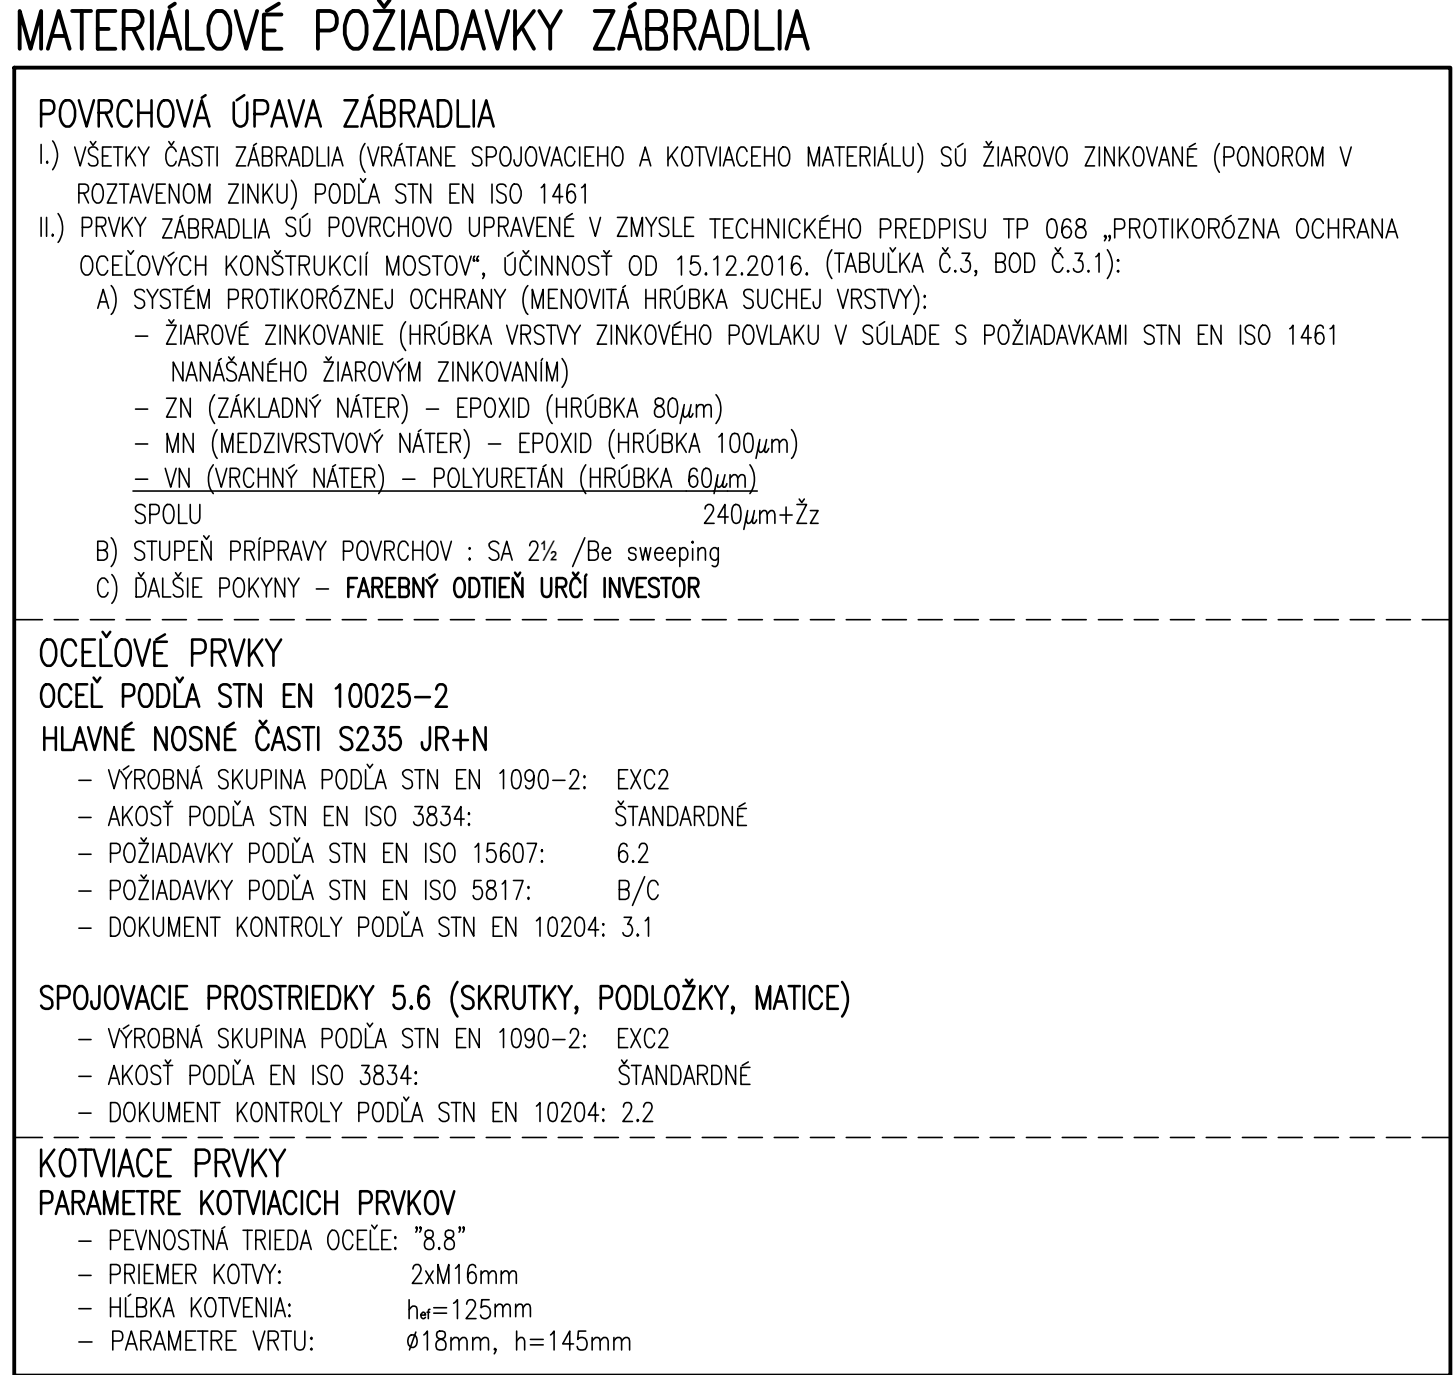 MATERIÁLOVÉ POŽIADAVKY ZÁBRADLIA
POVRCHOVÁ ÚPAVA ZÁBRADLIA
I.) VŠETKY ČASTI ZÁBRADLIA (VRÁTANE SPOJOVACIEHO A KOTVIACEHO MATERIÁLU) SÚ ŽIAROVO ZINKOVANÉ (PONOROM V
ROZTAVENOM ZINKU) PODĽA STN EN ISO 1461
II.) PRVKY ZÁBRADLIA SÚ POVRCHOVO UPRAVENÉ V ZMYSLE TECHNICKÉHO PREDPISU TP 068 „PROTIKORÓZNA OCHRANA
OCEĽOVÝCH KONŠTRUKCIÍ MOSTOV“, ÚČINNOSŤ OD 15.12.2016. (TABUĽKA Č.3, BOD Č.3.1):
A) SYSTÉM PROTIKORÓZNEJ OCHRANY (MENOVITÁ HRÚBKA SUCHEJ VRSTVY):
– ŽIAROVÉ ZINKOVANIE (HRÚBKA VRSTVY ZINKOVÉHO POVLAKU V SÚLADE S POŽIADAVKAMI STN EN ISO 1461
NANÁŠANÉHO ŽIAROVÝM ZINKOVANÍM)
– ZN (ZÁKLADNÝ NÁTER) – EPOXID (HRÚBKA 80µm)
– MN (MEDZIVRSTVOVÝ NÁTER) – EPOXID (HRÚBKA 100µm)
– VN (VRCHNÝ NÁTER) – POLYURETÁN (HRÚBKA 60µm)
SPOLU 240µm+Žz
B) STUPEŇ PRÍPRAVY POVRCHOV : SA 2½ /Be sweeping
C) ĎALŠIE POKYNY – FAREBNÝ ODTIEŇ URČÍ INVESTOR
OCEĽOVÉ PRVKY
OCEĽ PODĽA STN EN 10025–2
HLAVNÉ NOSNÉ ČASTI S235 JR+N
– VÝROBNÁ SKUPINA PODĽA STN EN 1090–2: EXC2
– AKOSŤ PODĽA STN EN ISO 3834: ŠTANDARDNÉ
– POŽIADAVKY PODĽA STN EN ISO 15607: 6.2
– POŽIADAVKY PODĽA STN EN ISO 5817: B/C
– DOKUMENT KONTROLY PODĽA STN EN 10204: 3.1
SPOJOVACIE PROSTRIEDKY 5.6 (SKRUTKY, PODLOŽKY, MATICE)
– VÝROBNÁ SKUPINA PODĽA STN EN 1090–2: EXC2
– AKOSŤ PODĽA EN ISO 3834: ŠTANDARDNÉ
– DOKUMENT KONTROLY PODĽA STN EN 10204: 2.2
KOTVIACE PRVKY
PARAMETRE KOTVIACICH PRVKOV
– PEVNOSTNÁ TRIEDA OCEĽE: "8.8"
– PRIEMER KOTVY: 2xM16mm
– HĹBKA KOTVENIA: hef=125mm
– PARAMETRE VRTU: ø18mm, h=145mm